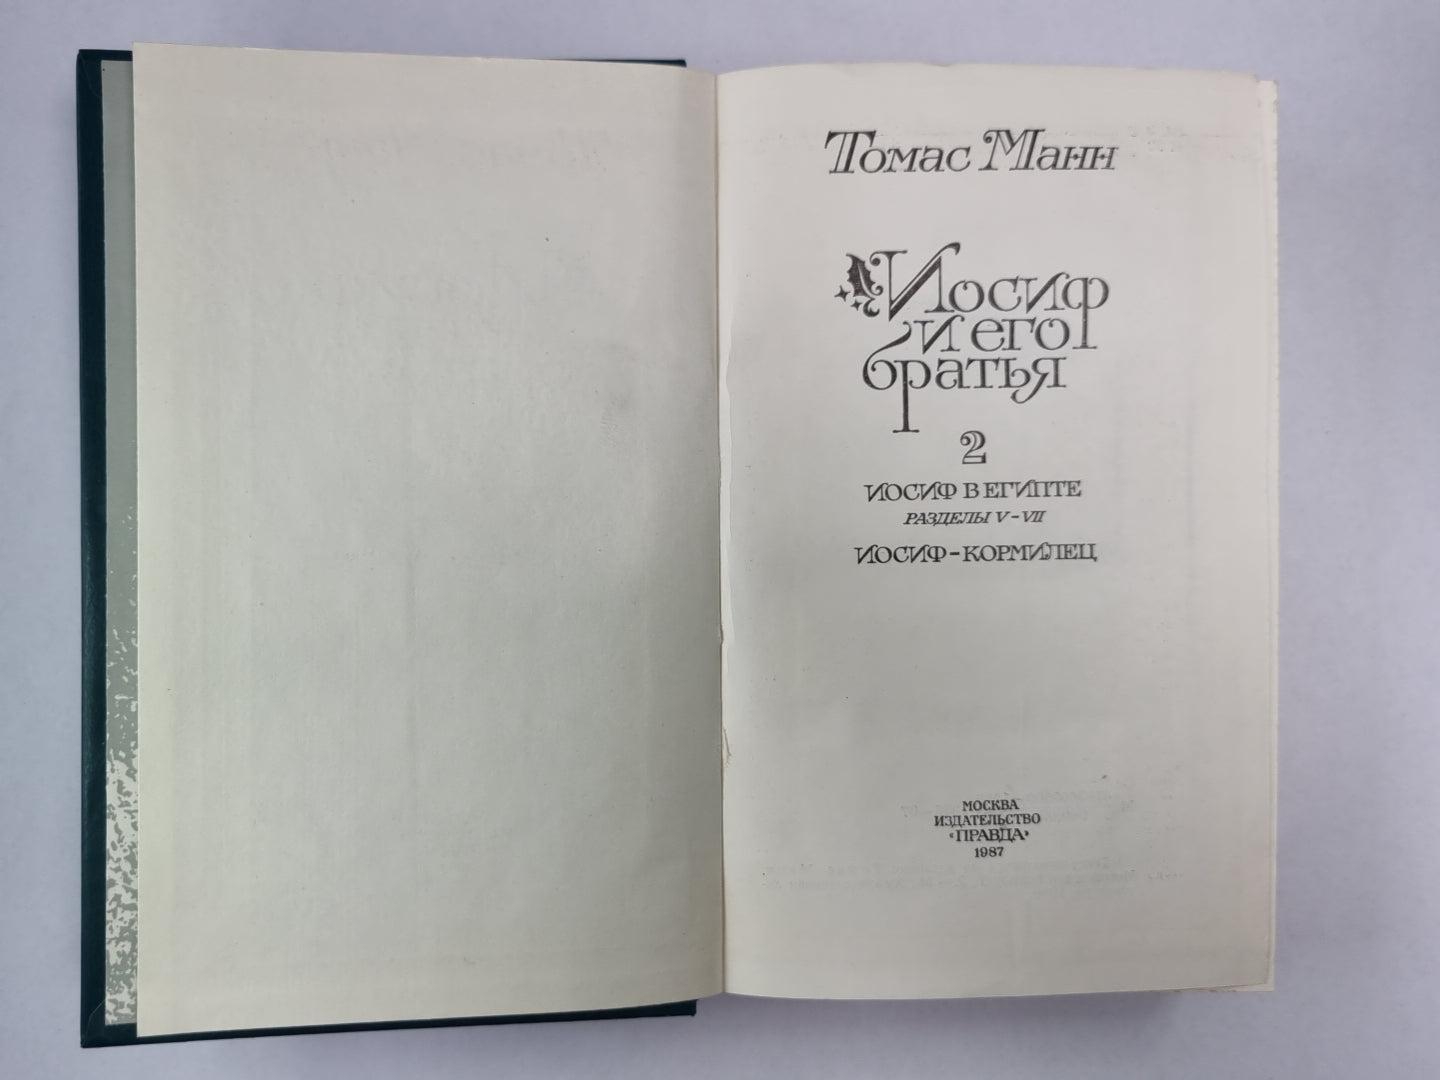 Томас Манн
Иосиф
и его
братья
2
ИОСИФ В ЕГИПТЕ
РАЗДЕЛЫ V–VII
ИОСИФ–КОРМИЛЕЦ
МОСКВА
ИЗДАТЕЛЬСТВО
«ПРАВДА»
1987